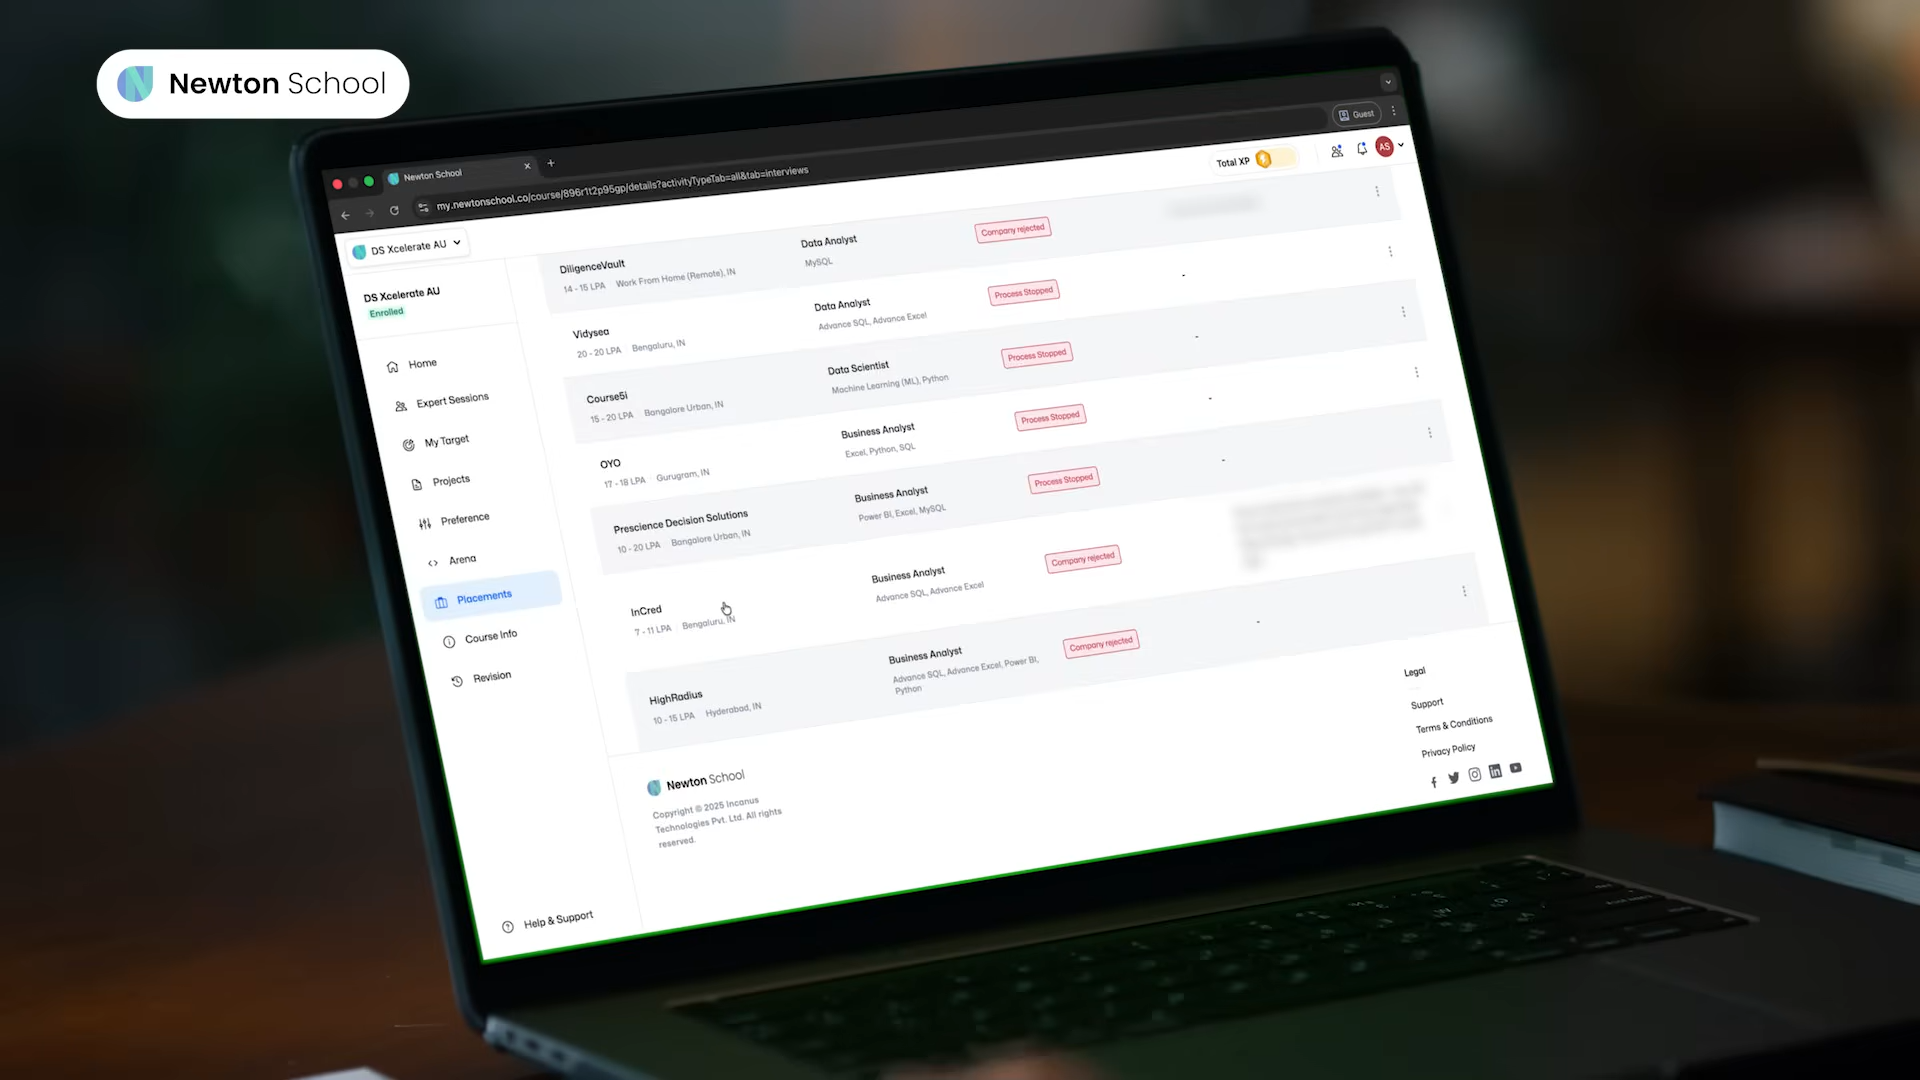 Newton School
Newton School
Guest
my.newtonschool.co/course/896r1t2p95gp/details?activityTypeTab=all&tab=interviews
Total XP
AS
DS Xcelerate AU
DS Xcelerate AU
Enrolled
Home
Expert Sessions
My Target
Projects
Preference
Arena
Placements
Course Info
Revision
Help & Support
DiligenceVault
14 - 15 LPA Work From Home (Remote), IN
Data Analyst
MySQL
Company rejected
Vidysea
20 - 20 LPA Bengaluru, IN
Data Analyst
Advance SQL, Advance Excel
Process Stopped
-
Course5i
15 - 20 LPA Bangalore Urban, IN
Data Scientist
Machine Learning (ML), Python
Process Stopped
-
OYO
17 - 18 LPA Gurugram, IN
Business Analyst
Excel, Python, SQL
Process Stopped
-
Prescience Decision Solutions
10 - 20 LPA Bangalore Urban, IN
Business Analyst
Power BI, Excel, MySQL
Process Stopped
-
InCred
7 - 11 LPA Bengaluru, IN
Business Analyst
Advance SQL, Advance Excel
Company rejected
HighRadius
10 - 15 LPA Hyderabad, IN
Business Analyst
Advance SQL, Advance Excel, Power BI,
Python
Company rejected
-
Newton School
Copyright © 2025 Incanus
Technologies Pvt. Ltd. All rights
reserved.
Legal
Support
Terms & Conditions
Privacy Policy